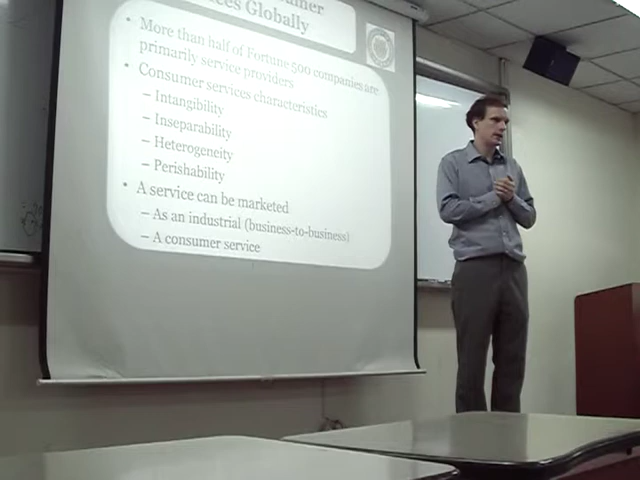 ces Globally
• More than half of Fortune 500 companies are
primarily service providers
• Consumer services characteristics
– Intangibility
– Inseparability
– Heterogeneity
– Perishability
• A service can be marketed
– As an industrial (business-to-business)
– A consumer service